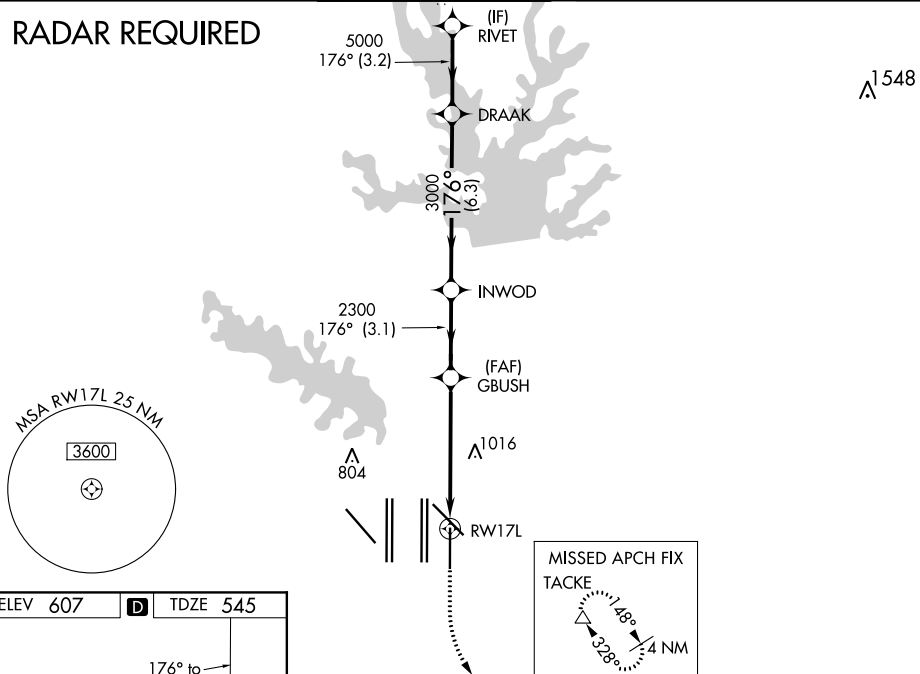 RADAR REQUIRED
(IF)
RIVET
5000
176° (3.2)
1548
DRAAK
3000
176°
(6.3)
INWOD
2300
176° (3.1)
(FAF)
GBUSH
MSA RW17L 25 NM
3600
1016
804
RW17L
MISSED APCH FIX
TACKE
148°
328°
4 NM
ELEV 607
D
TDZE 545
176° to